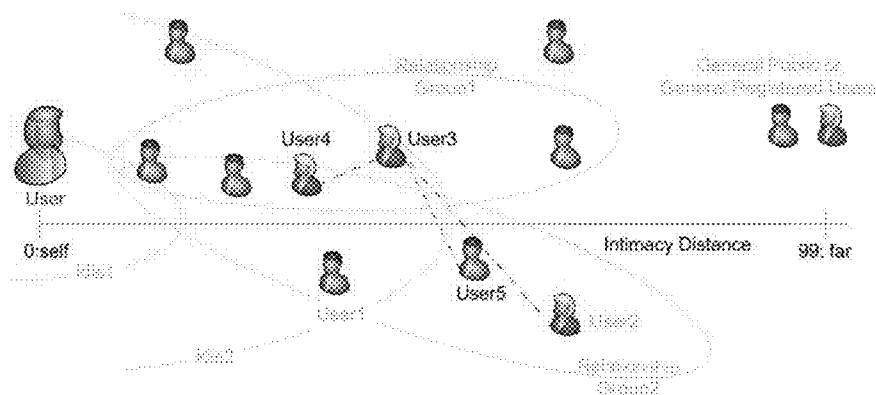 Relationship
Group1
General Public or
General Registered Users
User4
User3
User
0:self
Intimacy Distance
99: far
User1
User5
User2
Relationship
Group2